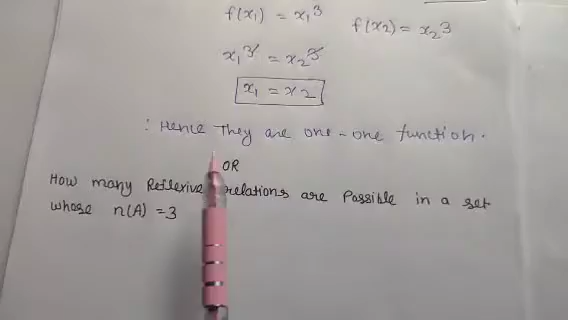 f(x₁) = x₁³ f(x₂) = x₂³
x₁³ = x₂³
x₁ = x₂
: Hence They are one-one function.
OR
How many Reflexive relations are Possible in a set
whose n(A) = 3